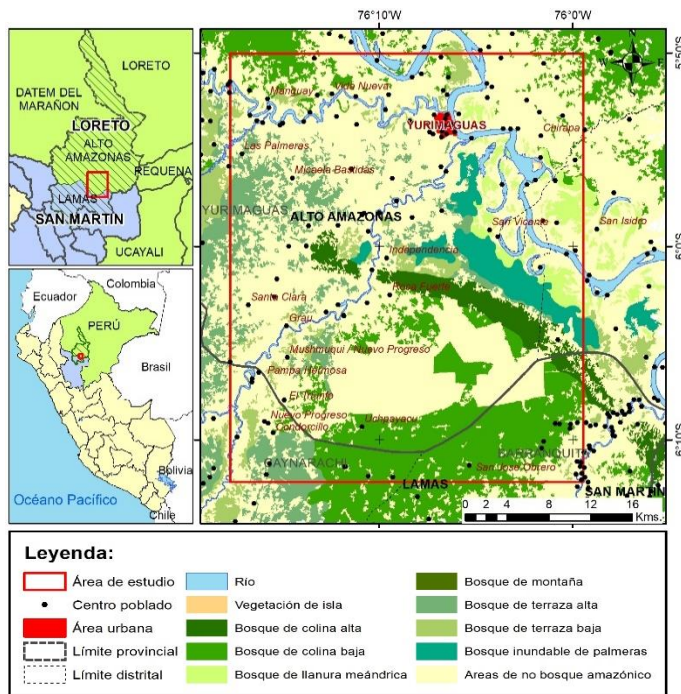 LORETO
DATEM DEL
MARAÑON
LORETO
ALTO
AMAZONAS
REQUENA
LAMAS
SAN MARTIN
UCAYALI
Ecuador
Colombia
PERÚ
Brasil
Bolivia
Océano Pacífico
Chile
76°10'W
76°0'W
5°50'S
6°0'S
6°10'S
Munguay
Vida Nueva
YURIMAGUAS
Las Palmeras
Micaela Bastidas
YURIMAGUAS
ALTO AMAZONAS
San Vicente
San Isidro
Independencia
Santa Clara
Grau
Mushmuqui / Nuevo Progreso
Pampa Hermosa
El Triunfo
Nuevo Progreso
Condorcillo
Uchpayacu
CAYNARACHI
BARRANQUITA
San José Obrero
LAMAS
SAN MARTIN
0 2 4 8 12 16
Kms.
Leyenda:
Área de estudio
Centro poblado
Área urbana
Límite provincial
Límite distrital
Río
Vegetación de isla
Bosque de colina alta
Bosque de colina baja
Bosque de llanura meándrica
Bosque de montaña
Bosque de terraza alta
Bosque de terraza baja
Bosque inundable de palmeras
Areas de no bosque amazónico